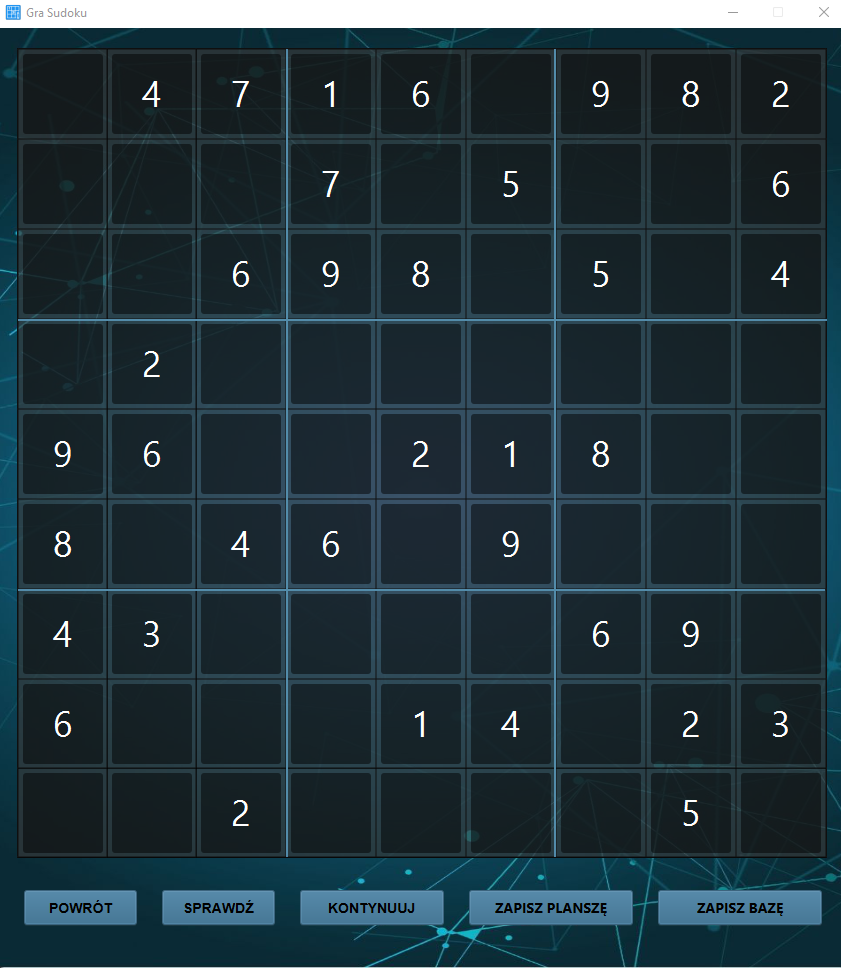 Gra Sudoku
4 7 1 6 9 8 2
7 5 6
6 9 8 5 4
2
9 6 2 1 8
8 4 6 9
4 3 6 9
6 1 4 2 3
2 5
POWRÓT SPRAWDŹ KONTYNUUJ ZAPISZ PLANSZĘ ZAPISZ BAZĘ